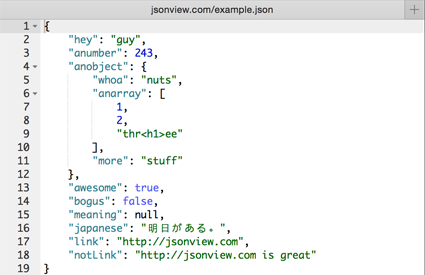 jsonview.com/example.json
+
1 {
2 "hey": "guy",
3 "anumber": 243,
4 "anobject": {
5 "whoa": "nuts",
6 "anarray": [
7 1,
8 2,
9 "thr<h1>ee"
10 ],
11 "more": "stuff"
12 },
13 "awesome": true,
14 "bogus": false,
15 "meaning": null,
16 "japanese": "明日がある。",
17 "link": "http://jsonview.com",
18 "notLink": "http://jsonview.com is great"
19 }